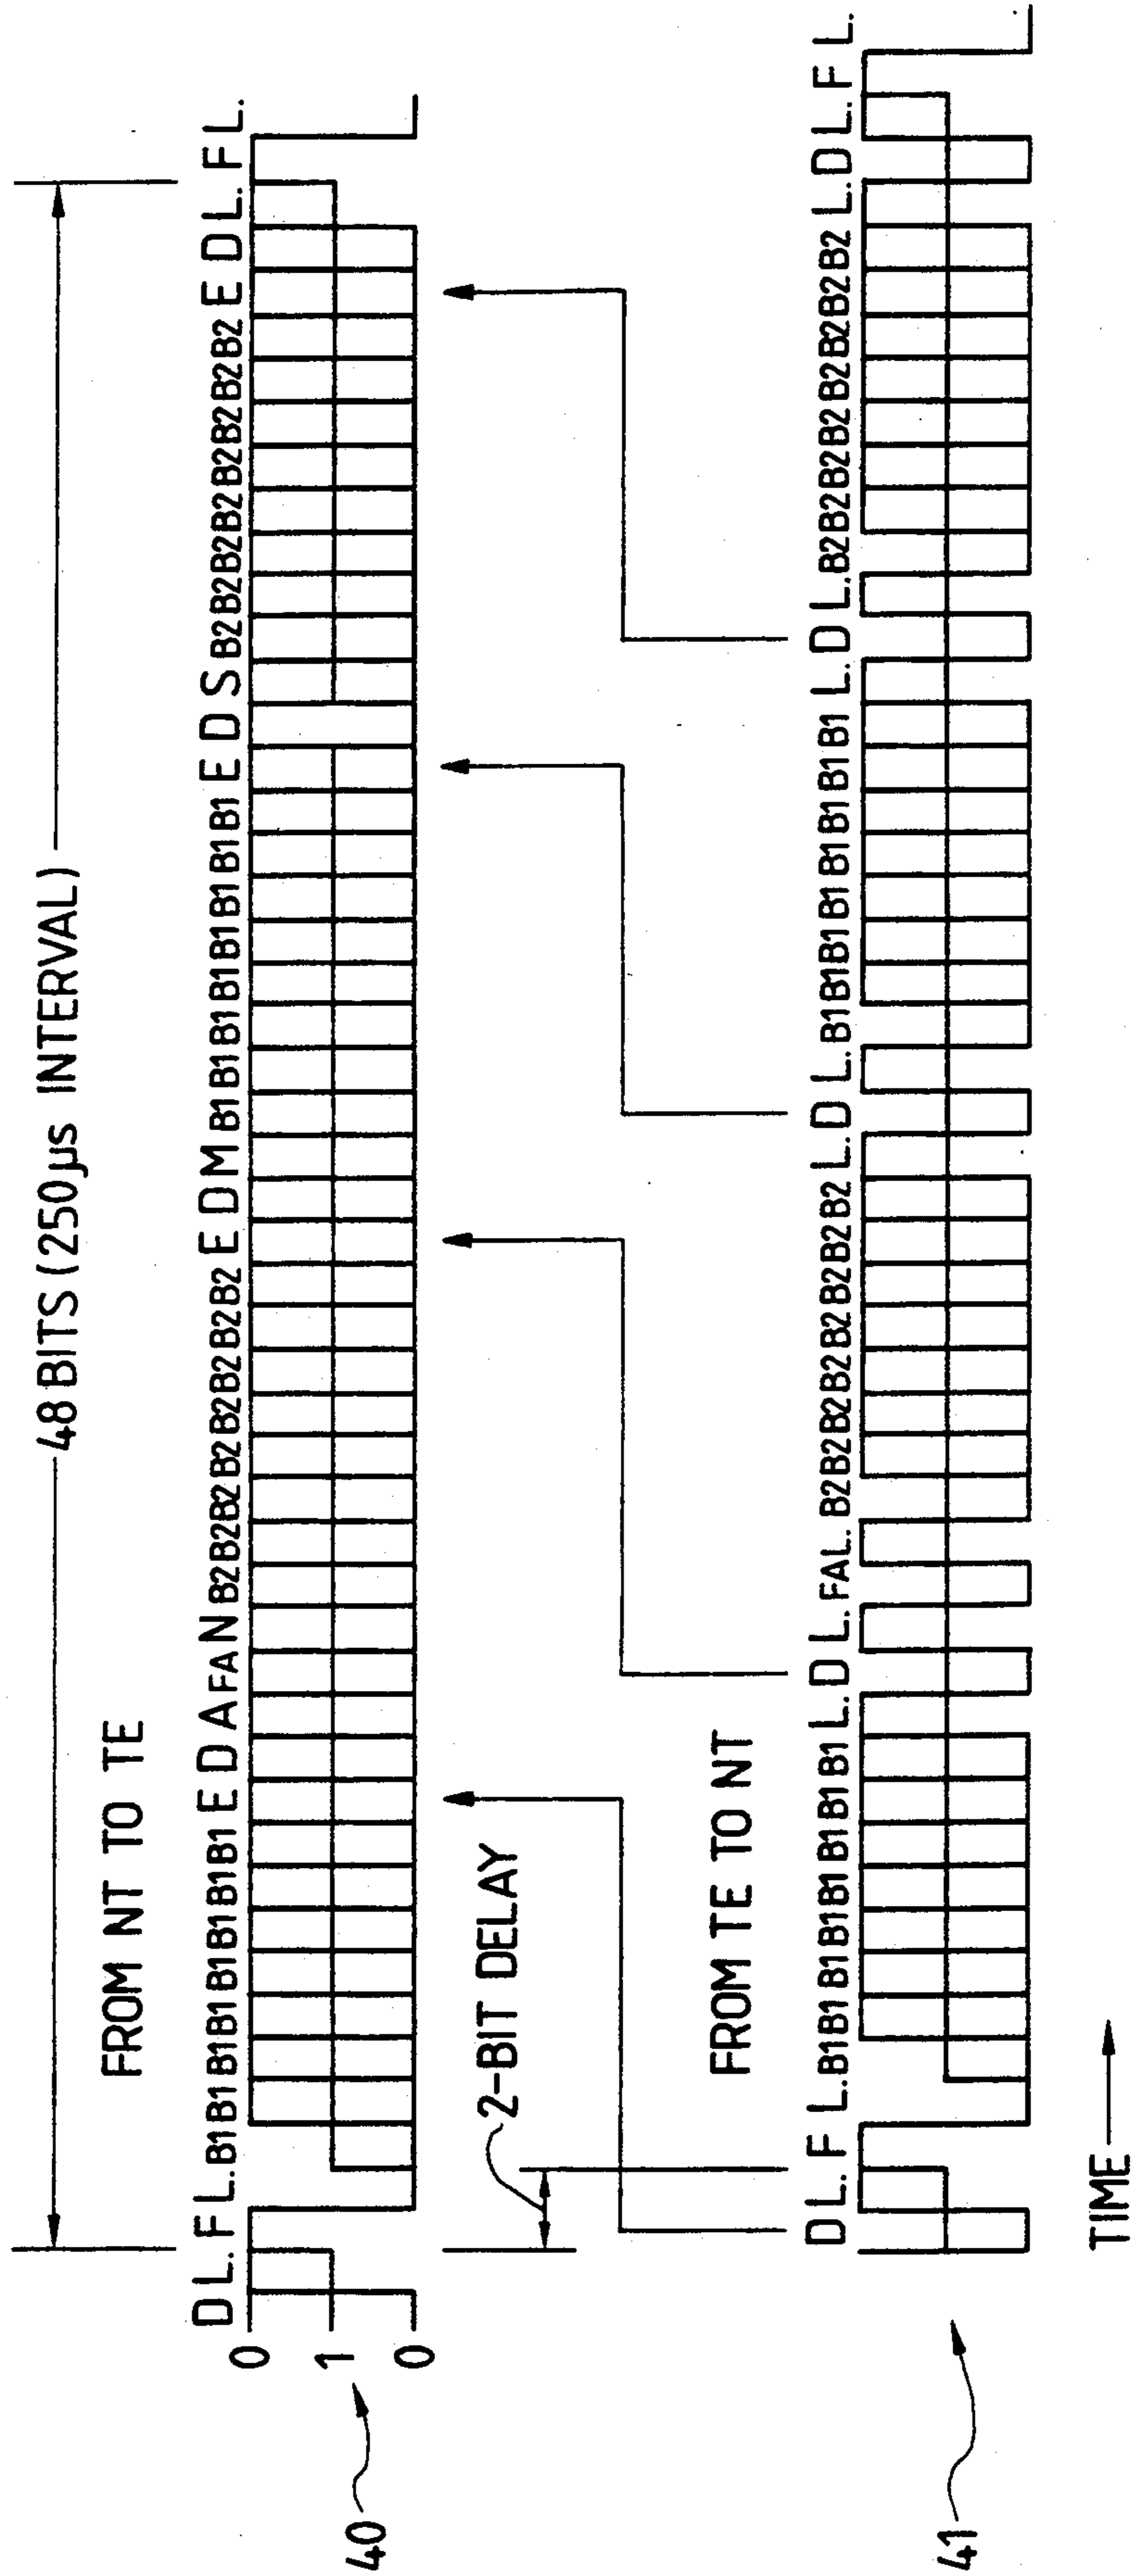 48 BITS (250µs INTERVAL)
FROM NT TO TE
D L. F L. B1 B1 B1 B1 B1 B1 B1 B1 E D A FA N B2 B2 B2 B2 B2 B2 B2 B2 E D M B1 B1 B1 B1 B1 B1 B1 B1 E D S B2 B2 B2 B2 B2 B2 B2 B2 E D L. F L.
0
1
0
40
2-BIT DELAY
FROM TE TO NT
D L. F L. B1 B1 B1 B1 B1 B1 B1 B1 L. D L. FA L. B2 B2 B2 B2 B2 B2 B2 B2 L. D L. B1 B1 B1 B1 B1 B1 B1 B1 L. D L. B2 B2 B2 B2 B2 B2 B2 B2 L. D L. F L.
41
TIME